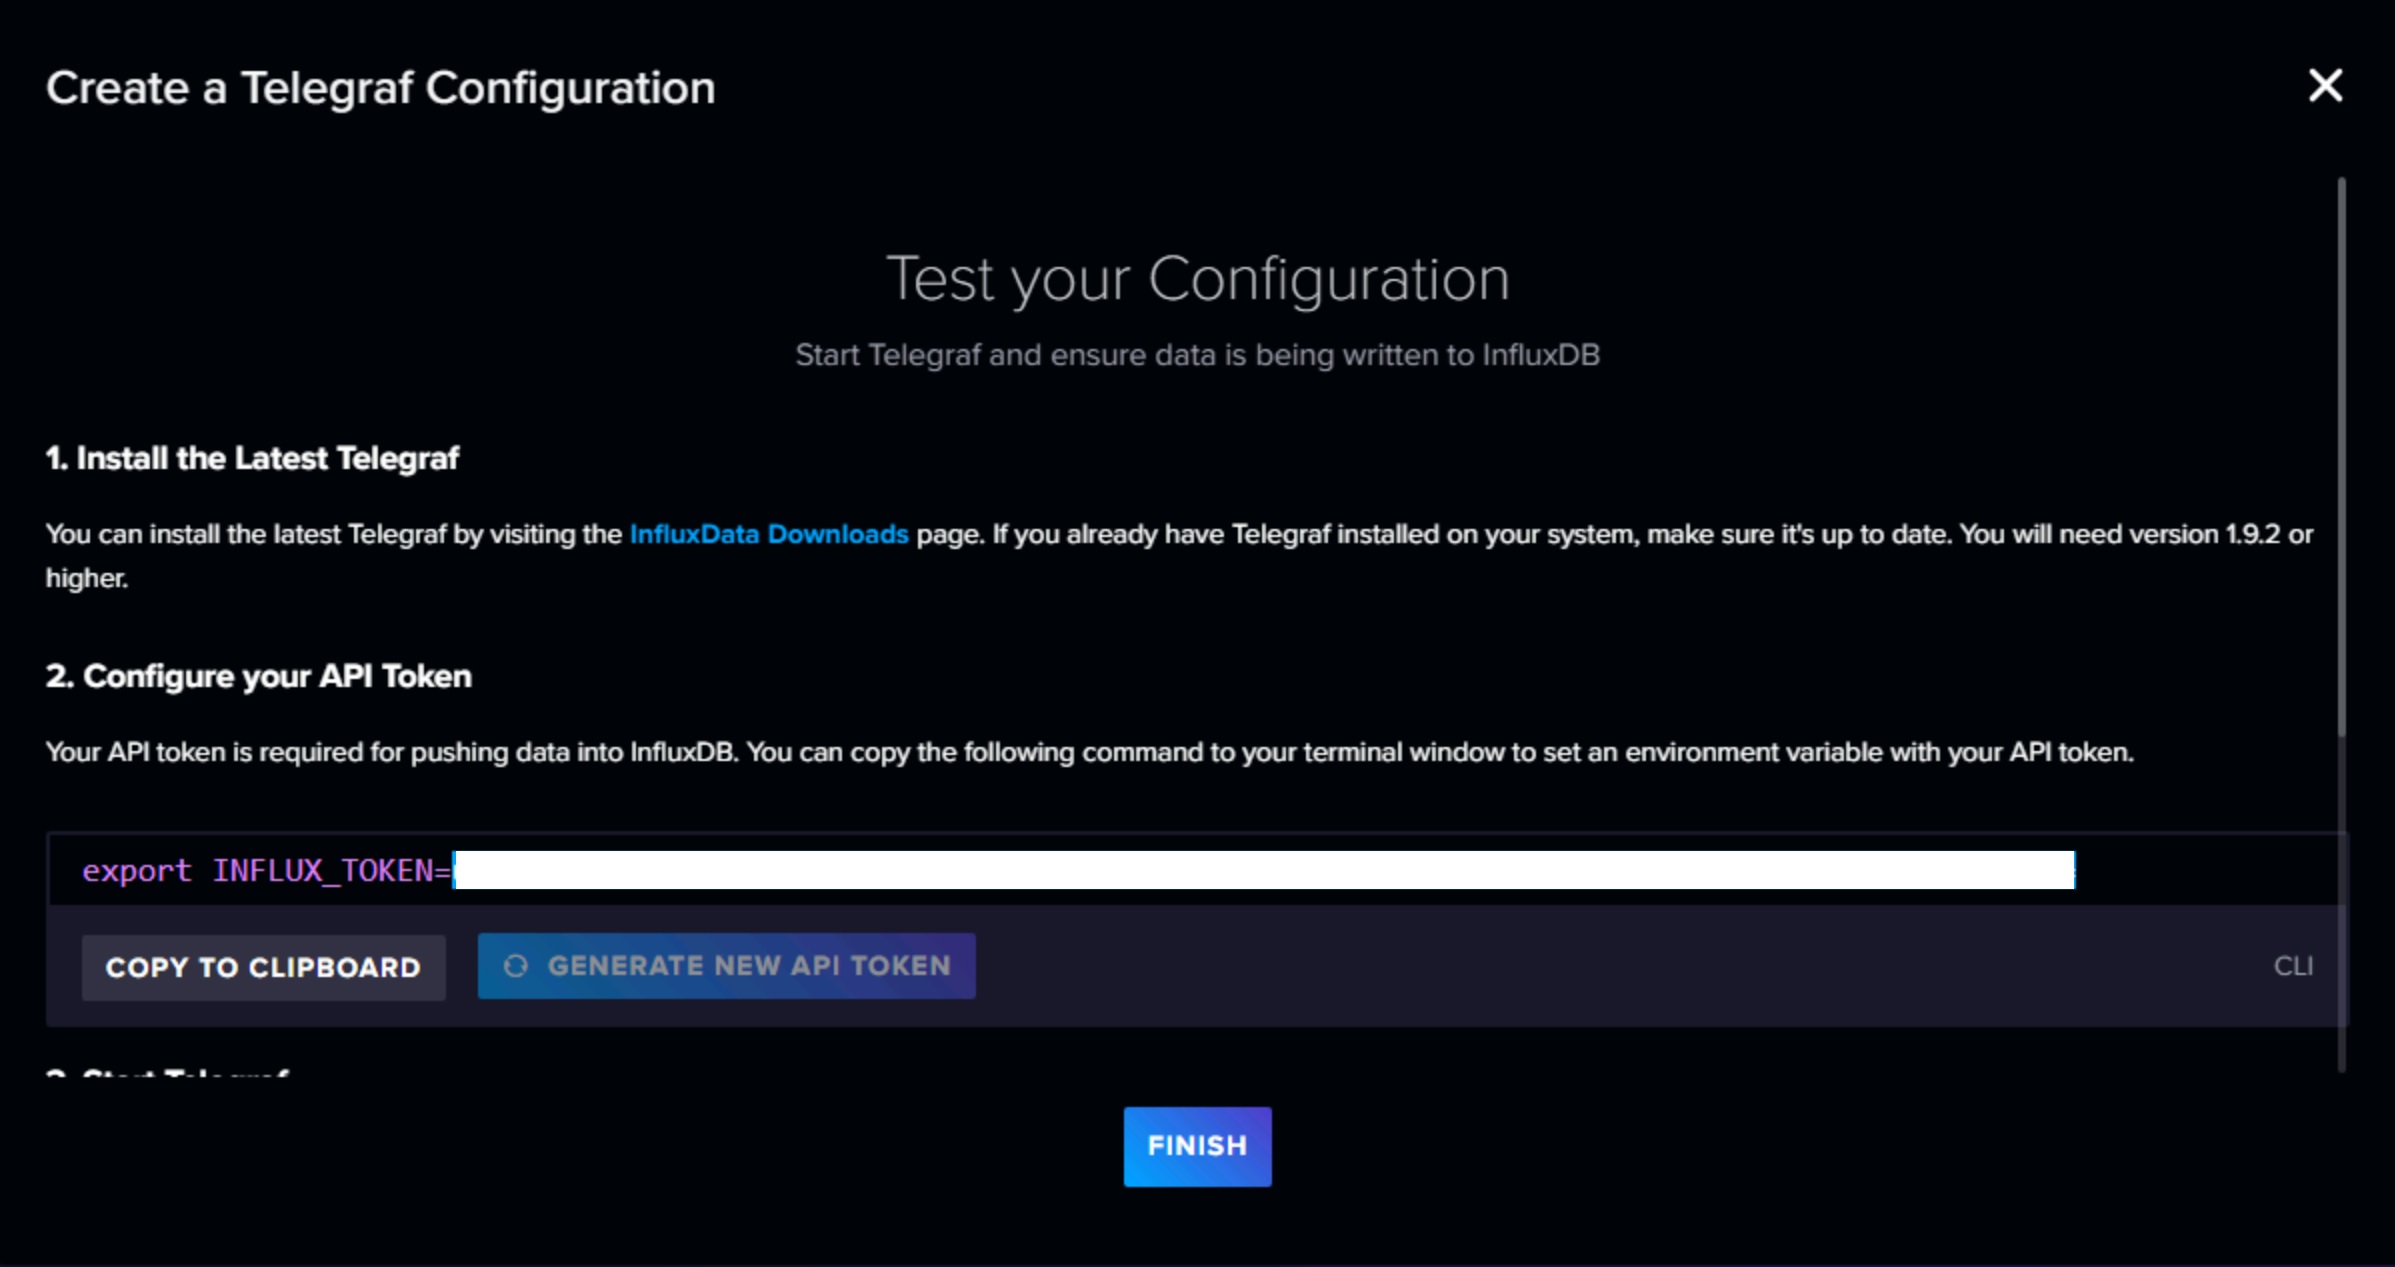 Create a Telegraf Configuration
Test your Configuration
Start Telegraf and ensure data is being written to InfluxDB
1. Install the Latest Telegraf
You can install the latest Telegraf by visiting the InfluxData Downloads page. If you already have Telegraf installed on your system, make sure it's up to date. You will need version 1.9.2 or
higher.
2. Configure your API Token
Your API token is required for pushing data into InfluxDB. You can copy the following command to your terminal window to set an environment variable with your API token.
export INFLUX_TOKEN=
COPY TO CLIPBOARD
GENERATE NEW API TOKEN
CLI
3. Start Telegraf
FINISH